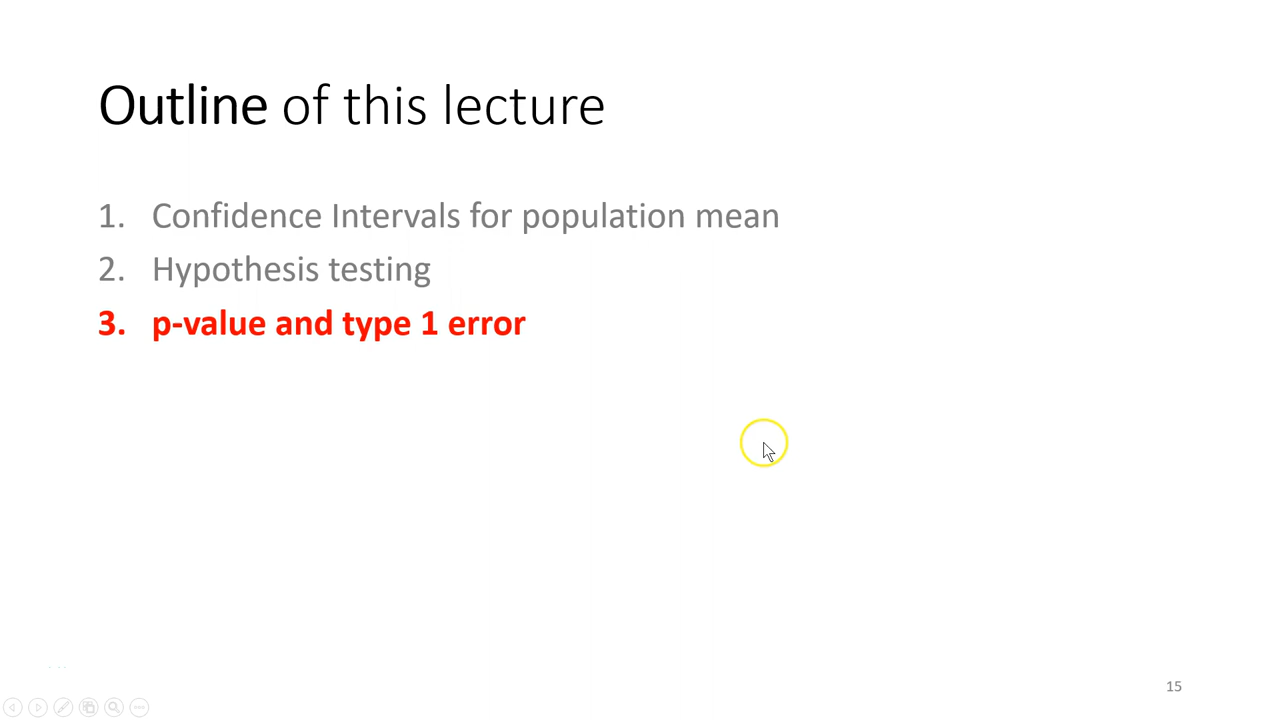 Outline of this lecture
1. Confidence Intervals for population mean
2. Hypothesis testing
3. p-value and type 1 error
15